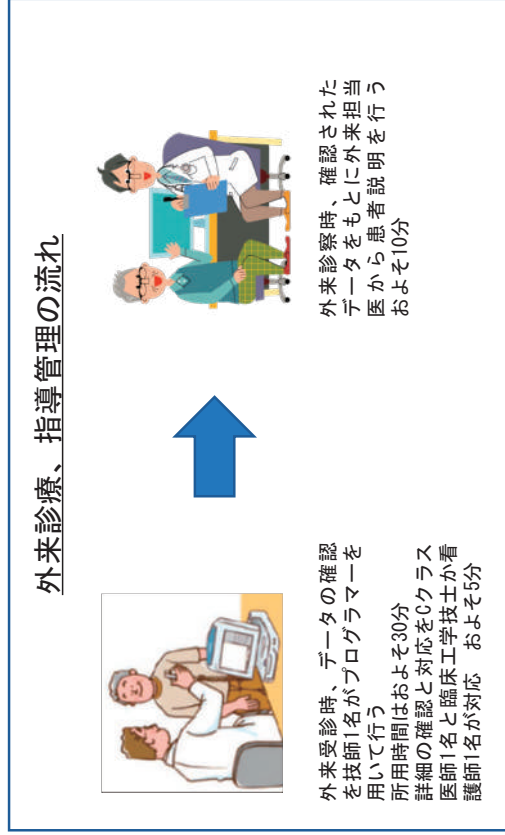 外来診療、指導管理の流れ
外来受診時、データの確認
を技師1名がプログラマーを
用いて行う
所用時間はおよそ30分
詳細の確認と対応をCクラス
医師1名と臨床工学技士か看
護師1名が対応　およそ5分
外来診察時、確認された
データをもとに外来担当
医から患者説明を行う
およそ10分